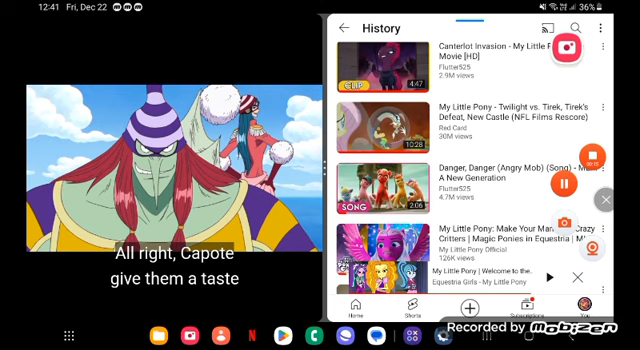 12:41 Fri, Dec 22
36%
History
Canterlot Invasion - My Little P
Movie [HD]
Flutter525
2.9M views
CLIP
4:47
My Little Pony - Twilight vs. Tirek, Tirek's
Defeat, New Castle (NFL Films Rescore)
Red Card
30M views
10:28
Danger, Danger (Angry Mob) (Song) - M
A New Generation
Flutter525
4.7M views
SONG
2:06
My Little Pony: Make Your Mar
Crazy
Critters | Magic Ponies in Equestria | M
My Little Pony Official
126K views
My Little Pony | Welcome to the...
Equestria Girls - My Little Pony
Home
Shorts
Subscriptions
You
All right, Capote
give them a taste
Recorded by mobizen